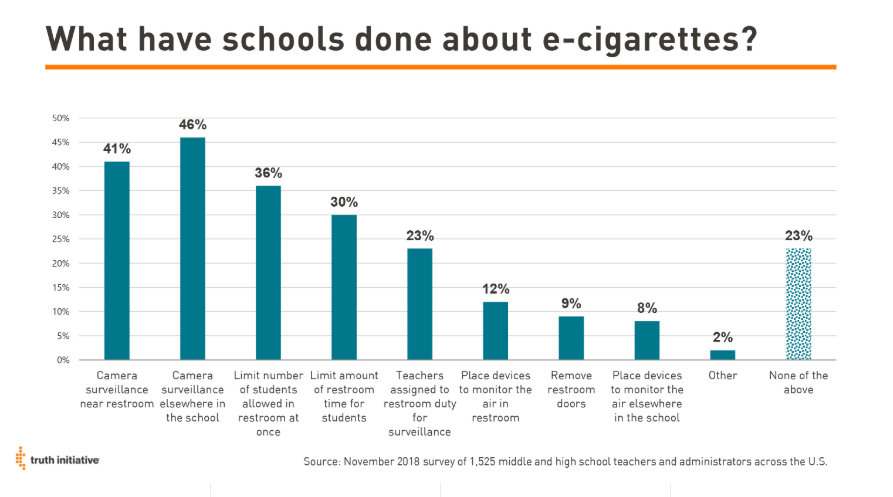 What have schools done about e-cigarettes?
50%
45%
40%
35%
30%
25%
20%
15%
10%
5%
0%
41%
46%
36%
30%
23%
12%
9%
8%
2%
23%
Camera
surveillance
near restroom
Camera
surveillance
elsewhere in
the school
Limit number
of students
allowed in
restroom at
once
Limit amount
of restroom
time for
students
Teachers
assigned to
restroom duty
for
surveillance
Place devices
to monitor the
air in
restroom
Remove
restroom
doors
Place devices
to monitor the
air elsewhere
in the school
Other
None of the
above
truth initiative
Source: November 2018 survey of 1,525 middle and high school teachers and administrators across the U.S.